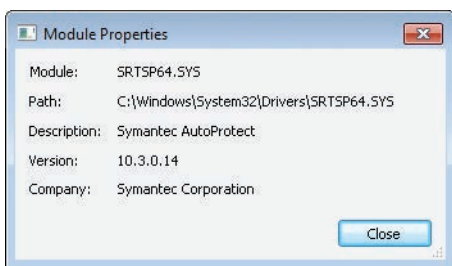 Module Properties
Module: SRTSP64.SYS
Path: C:\Windows\System32\Drivers\SRTSP64.SYS
Description: Symantec AutoProtect
Version: 10.3.0.14
Company: Symantec Corporation
Close